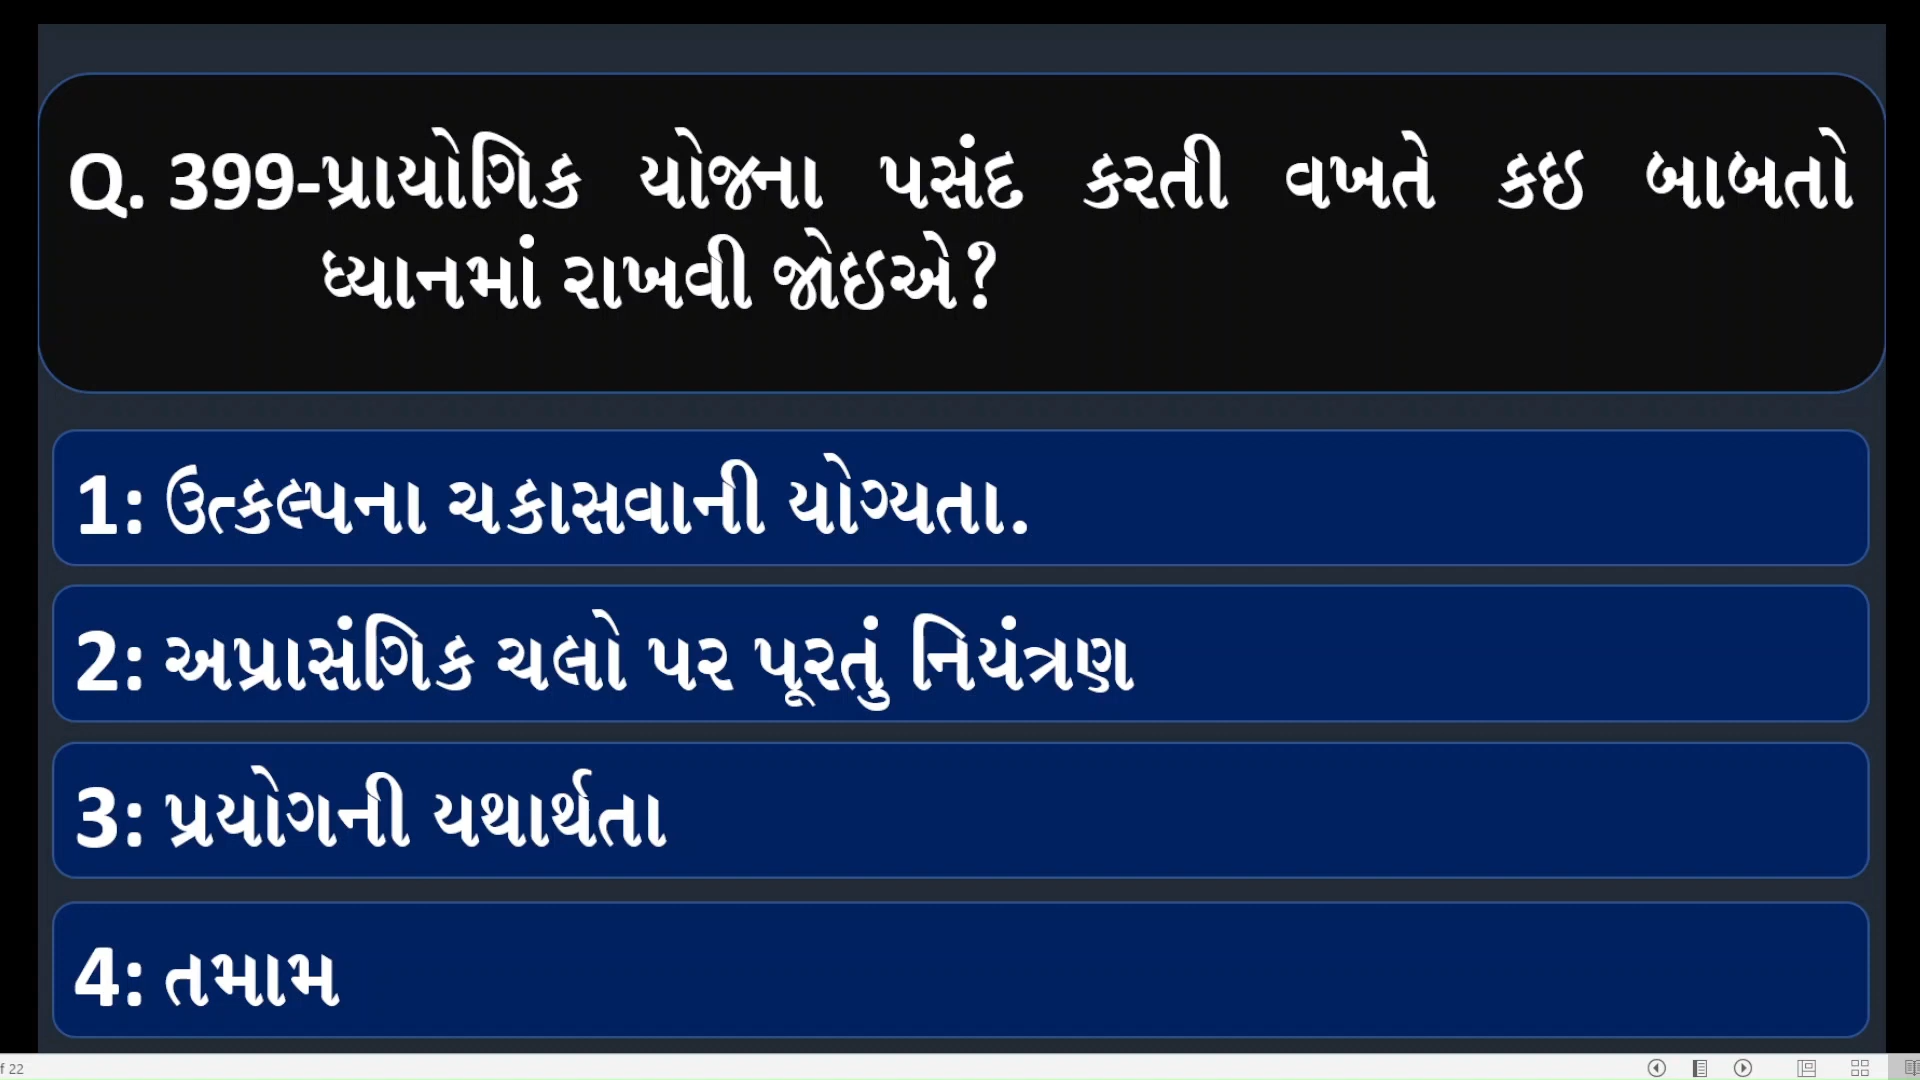 Q. 399-પ્રાયોગિક યોજના પસંદ કરતી વખતે કઇ બાબતો
ધ્યાનમાં રાખવી જોઇએ?
1: ઉત્કલ્પના ચકાસવાની યોગ્યતા.
2: અપ્રાસંગિક ચલો પર પૂરતું નિયંત્રણ
3: પ્રયોગની યથાર્થતા
4: તમામ
f 22